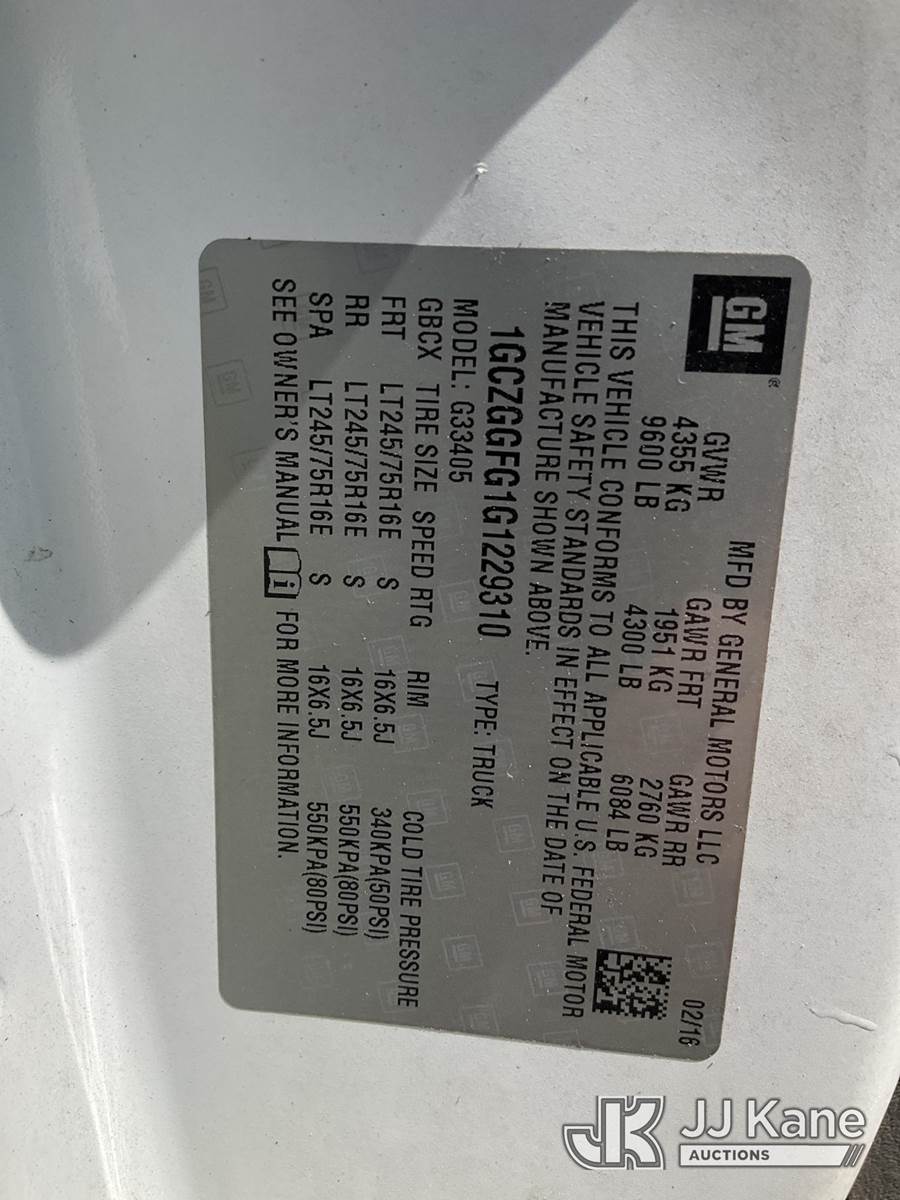 GM
®
MFD BY GENERAL MOTORS LLC 02/16
GVWR GAWR FRT GAWR RR
4355 KG 1951 KG 2760 KG
9600 LB 4300 LB 6084 LB
THIS VEHICLE CONFORMS TO ALL APPLICABLE U.S. FEDERAL MOTOR
VEHICLE SAFETY STANDARDS IN EFFECT ON THE DATE OF
MANUFACTURE SHOWN ABOVE.
1GCZGGFG1G1229310 TYPE: TRUCK
MODEL: G33405
GBCX TIRE SIZE SPEED RTG RIM COLD TIRE PRESSURE
FRT LT245/75R16E S 16X6.5J 340KPA(50PSI)
RR LT245/75R16E S 16X6.5J 550KPA(80PSI)
SPA LT245/75R16E S 16X6.5J 550KPA(80PSI)
SEE OWNER'S MANUAL i FOR MORE INFORMATION.
JK JJ Kane
AUCTIONS